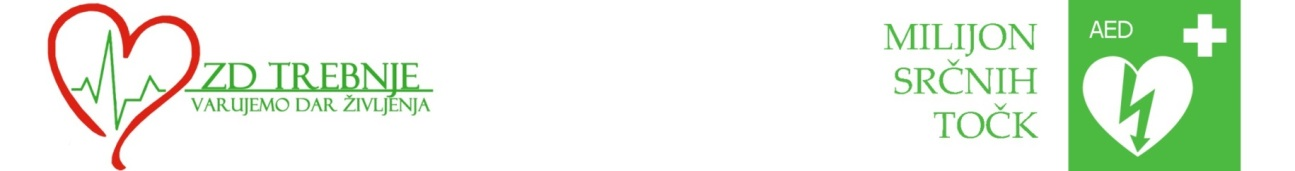 ZD TREBNJE
VARUJEMO DAR ŽIVLJENJA
MILIJON
SRČNIH
TOČK
AED